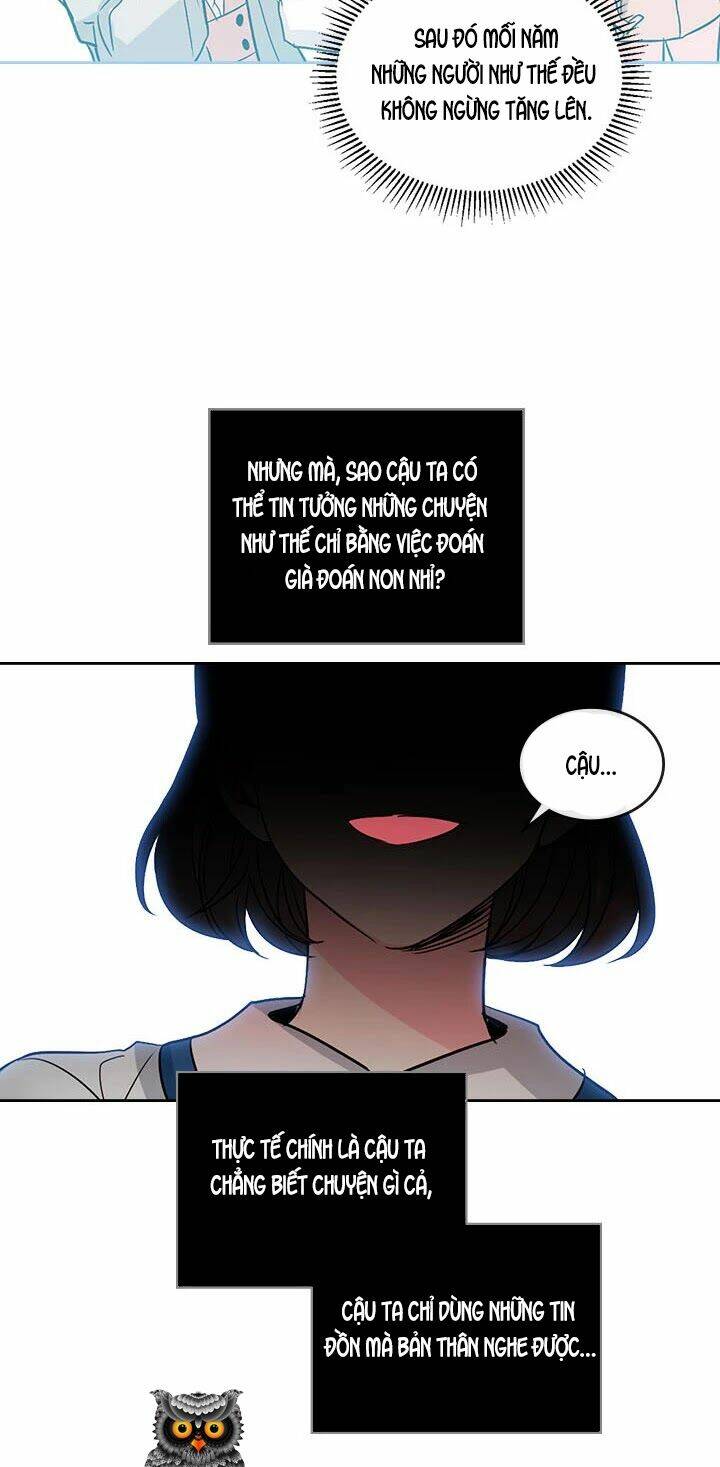 SAU ĐÓ MỖI NĂM
NHỮNG NGƯỜI NHƯ THẾ ĐỀU
KHÔNG NGỪNG TĂNG LÊN.
NHƯNG MÀ, SAO CẬU TA CÓ
THỂ TIN TƯỞNG NHỮNG CHUYỆN
NHƯ THẾ CHỈ BẰNG VIỆC ĐOÁN
GIÀ ĐOÁN NON NHỈ?
CẬU...
THỰC TẾ CHÍNH LÀ CẬU TA
CHẲNG BIẾT CHUYỆN GÌ CẢ,
CẬU TA CHỈ DÙNG NHỮNG TIN
ĐỒN MÀ BẢN THÂN NGHE ĐƯỢC...